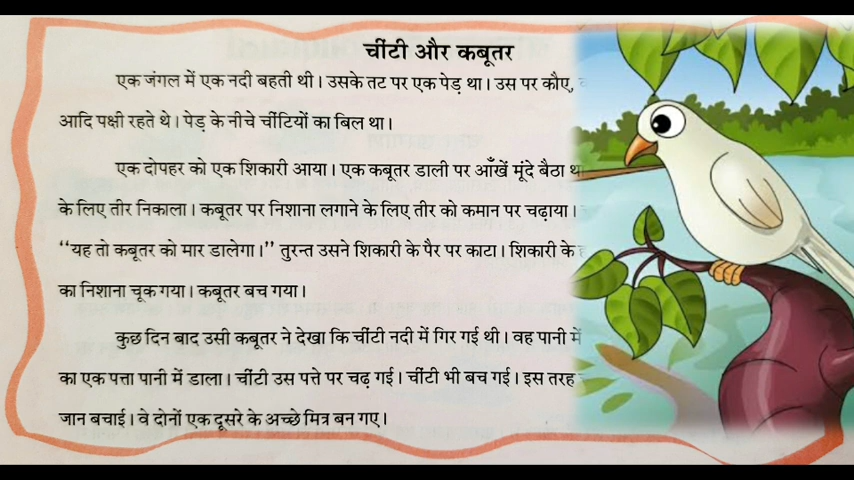 चींटी और कबूतर
एक जंगल में एक नदी बहती थी। उसके तट पर एक पेड़ था। उस पर कौए,
आदि पक्षी रहते थे। पेड़ के नीचे चींटियों का बिल था।
एक दोपहर को एक शिकारी आया। एक कबूतर डाली पर आँखें मूंदे बैठा
के लिए तीर निकाला। कबूतर पर निशाना लगाने के लिए तीर को कमान पर चढ़ाया।
“यह तो कबूतर को मार डालेगा।” तुरन्त उसने शिकारी के पैर पर काटा। शिकारी के
का निशाना चूक गया। कबूतर बच गया।
कुछ दिन बाद उसी कबूतर ने देखा कि चींटी नदी में गिर गई थी। वह पानी में
का एक पत्ता पानी में डाला। चींटी उस पत्ते पर चढ़ गई। चींटी भी बच गई। इस तरह
जान बचाई। वे दोनों एक दूसरे के अच्छे मित्र बन गए।